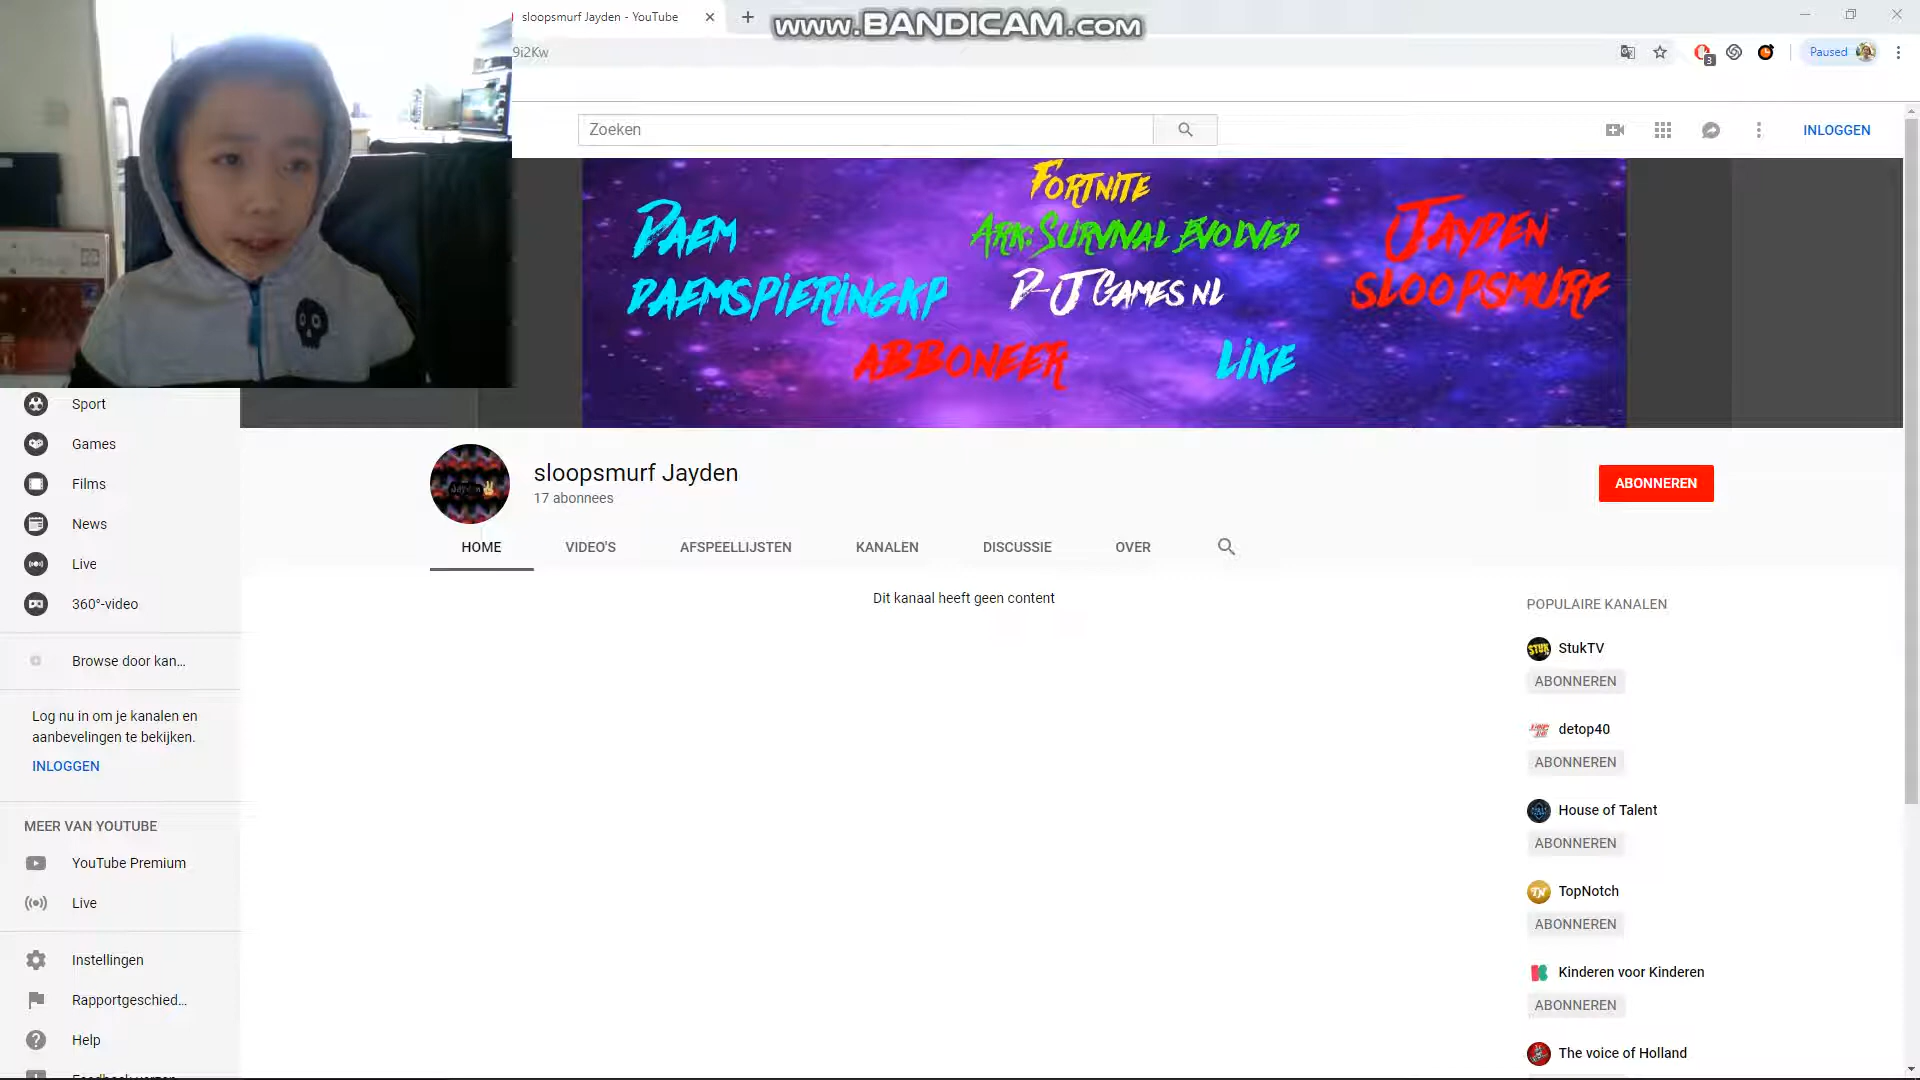 sloopsmurf Jayden - YouTube
www.BANDICAM.com
9i2Kw
3
Paused
Zoeken
INLOGGEN
FORTNITE
DAEM
ARK: SURVIVAL EVOLVED
JAYDEN
DAEMSPIERINGKP
D-J GAMES NL
SLOOPSMURF
ABBONEER
LIKE
Sport
Games
Films
News
Live
360°-video
Browse door kan...
Log nu in om je kanalen en
aanbevelingen te bekijken.
INLOGGEN
MEER VAN YOUTUBE
YouTube Premium
Live
Instellingen
Rapportgeschied...
Help
sloopsmurf Jayden
17 abonnees
ABONNEREN
HOME
VIDEO'S
AFSPEELLIJSTEN
KANALEN
DISCUSSIE
OVER
Dit kanaal heeft geen content
POPULAIRE KANALEN
StukTV
ABONNEREN
detop40
ABONNEREN
House of Talent
ABONNEREN
TopNotch
ABONNEREN
Kinderen voor Kinderen
ABONNEREN
The voice of Holland